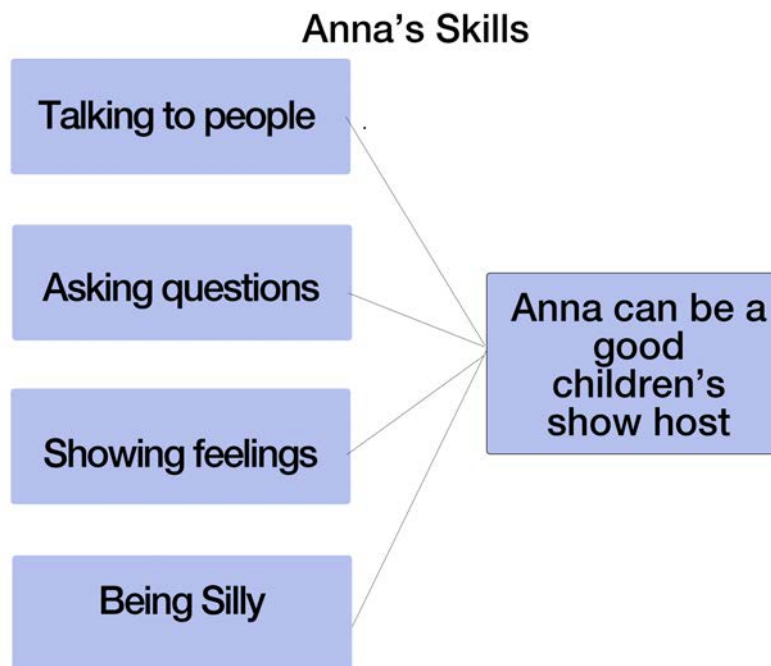 Anna’s Skills
Talking to people
Asking questions
Showing feelings
Being Silly
Anna can be a
good
children’s
show host